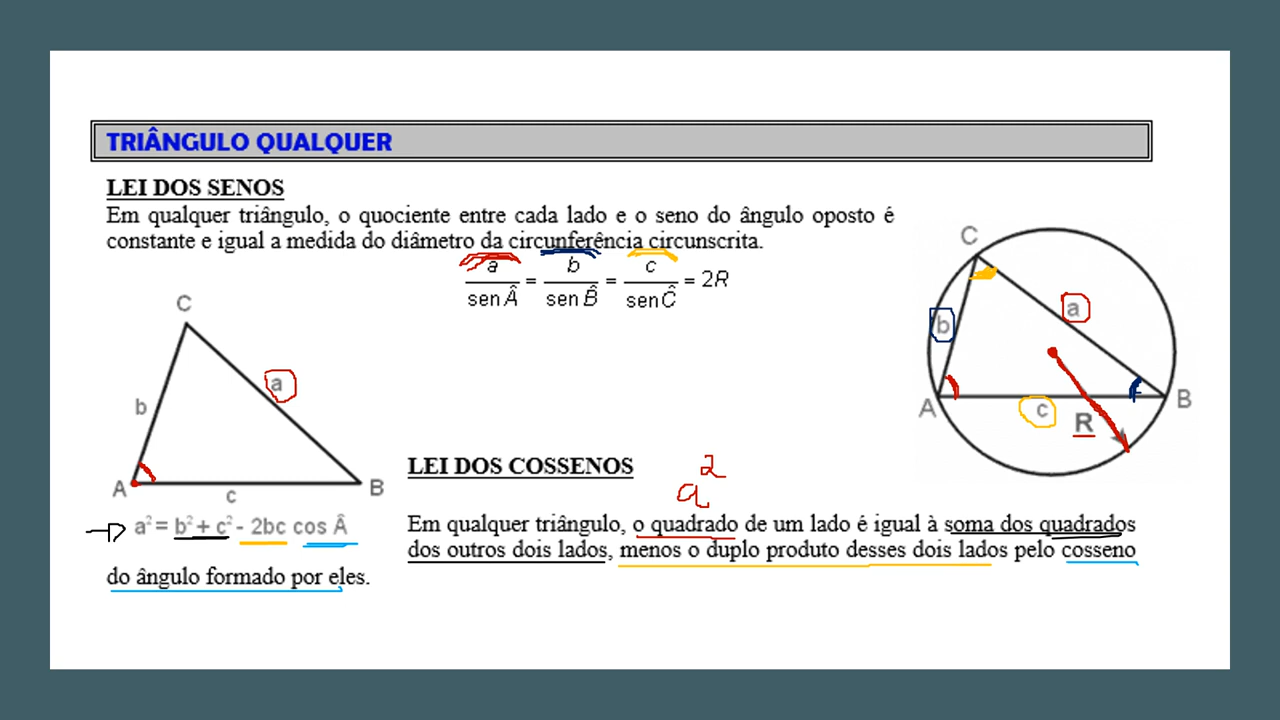 TRIÂNGULO QUALQUER
LEI DOS SENOS
Em qualquer triângulo, o quociente entre cada lado e o seno do ângulo oposto é
constante e igual a medida do diâmetro da circunferência circunscrita.
a/sen Â = b/sen B̂ = c/sen Ĉ = 2R
C
b
a
A
c
B
a² = b² + c² - 2bc cos Â
C
b
a
A
c
B
R
LEI DOS COSSENOS
a²
Em qualquer triângulo, o quadrado de um lado é igual à soma dos quadrados
dos outros dois lados, menos o duplo produto desses dois lados pelo cosseno
do ângulo formado por eles.